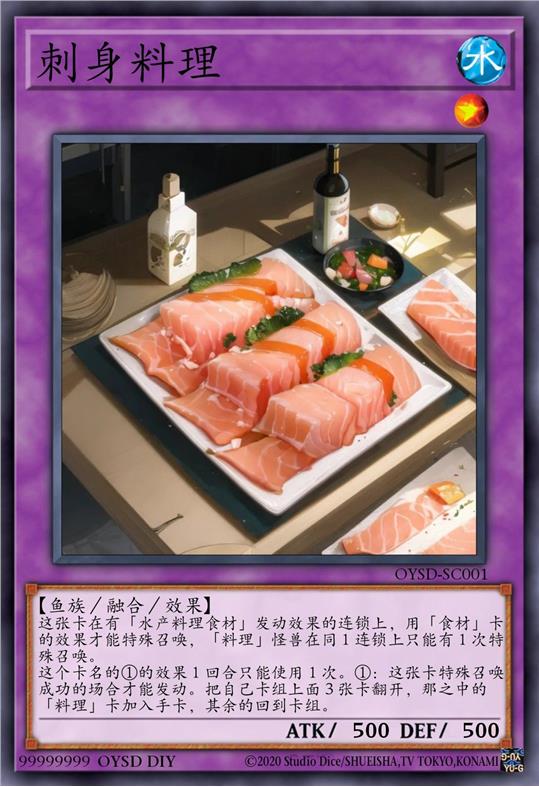 刺身料理
水
OYSD-SC001
【鱼族／融合／效果】
这张卡在有「水产料理食材」发动效果的连锁上，用「食材」卡
的效果才能特殊召唤，「料理」怪兽在同1连锁上只能有1次特
殊召唤。
这个卡名的①的效果1回合只能使用1次。①：这张卡特殊召唤
成功的场合才能发动。把自己卡组上面3张卡翻开，那之中的
「料理」卡加入手卡，其余的回到卡组。
ATK/ 500 DEF/ 500
99999999 OYSD DIY ©2020 Studio Dice/SHUEISHA,TV TOKYO,KONAMI